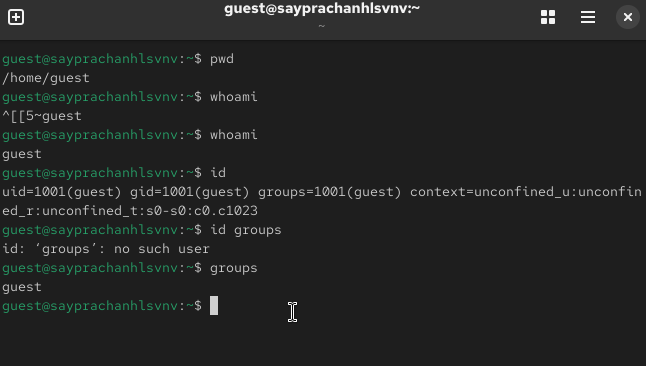 guest@sayprachanhlsvnv:~
~
guest@sayprachanhlsvnv:~$ pwd
/home/guest
guest@sayprachanhlsvnv:~$ whoami
^[[5~guest
guest@sayprachanhlsvnv:~$ whoami
guest
guest@sayprachanhlsvnv:~$ id
uid=1001(guest) gid=1001(guest) groups=1001(guest) context=unconfined_u:unconfin
ed_r:unconfined_t:s0-s0:c0.c1023
guest@sayprachanhlsvnv:~$ id groups
id: ‘groups’: no such user
guest@sayprachanhlsvnv:~$ groups
guest
guest@sayprachanhlsvnv:~$